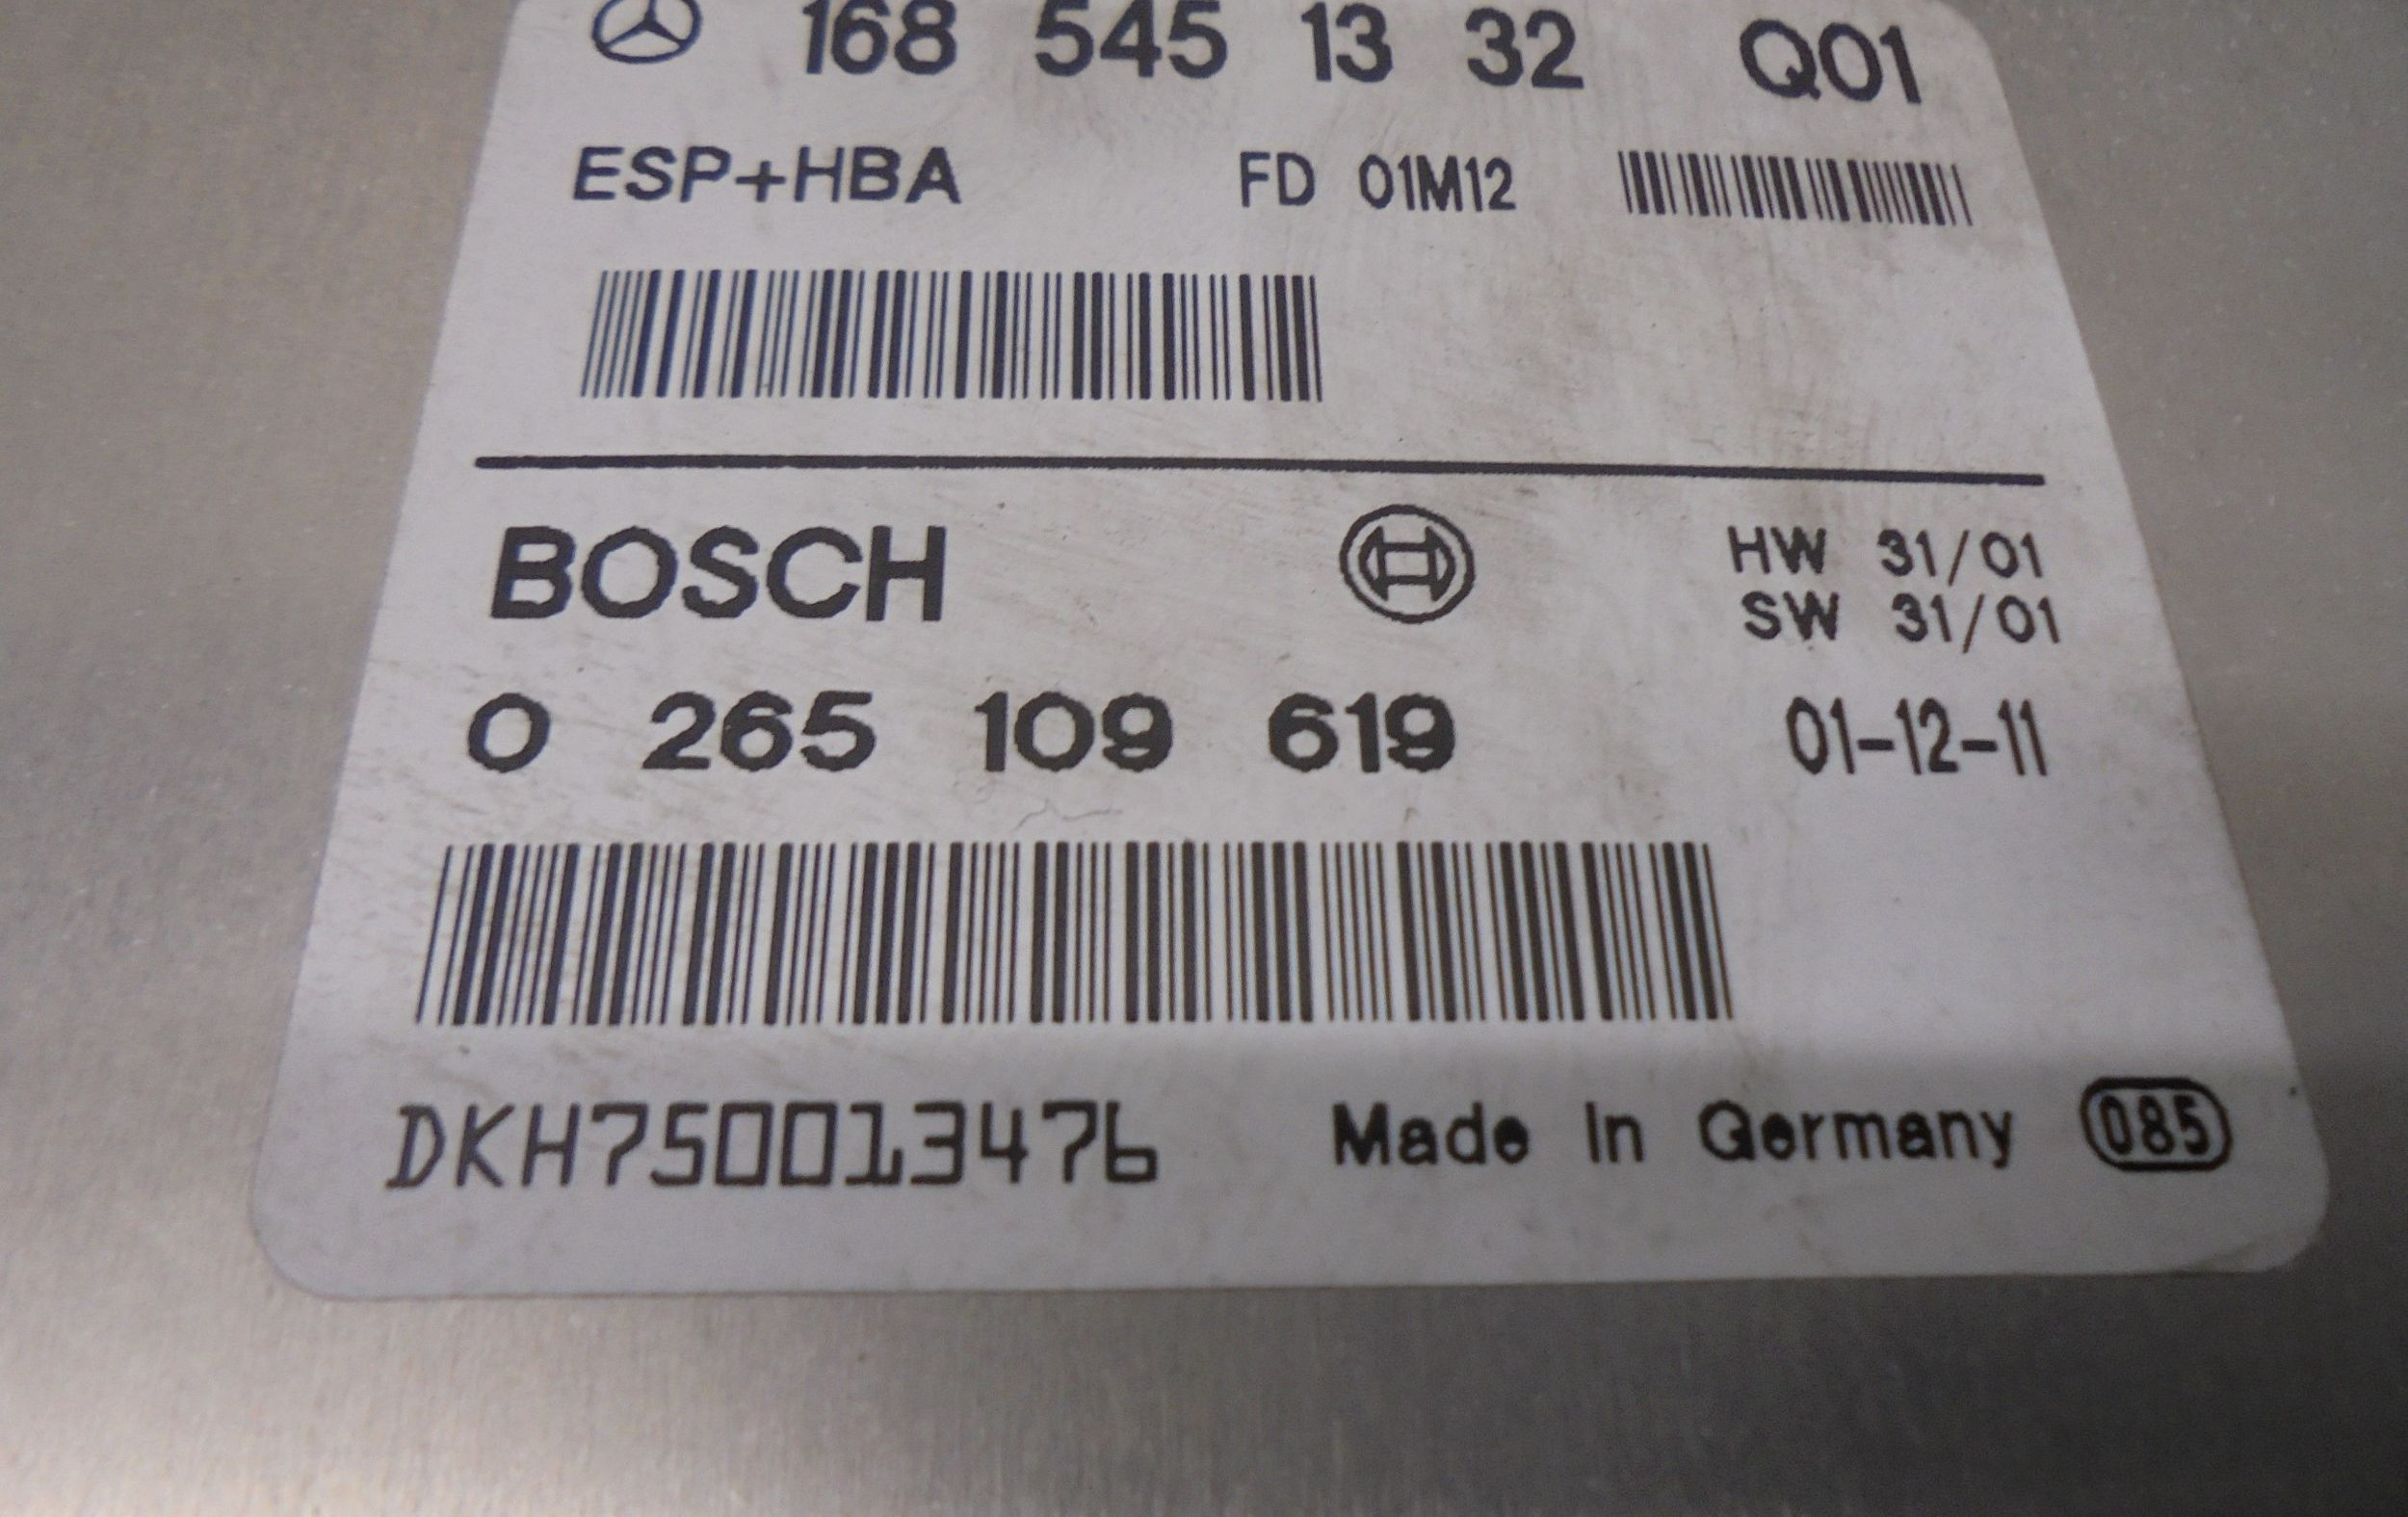 168 545 13 32 Q01
ESP+HBA FD 01M12
BOSCH HW 31/01
SW 31/01
0 265 109 619 01-12-11
DKH750013476 Made in Germany 085